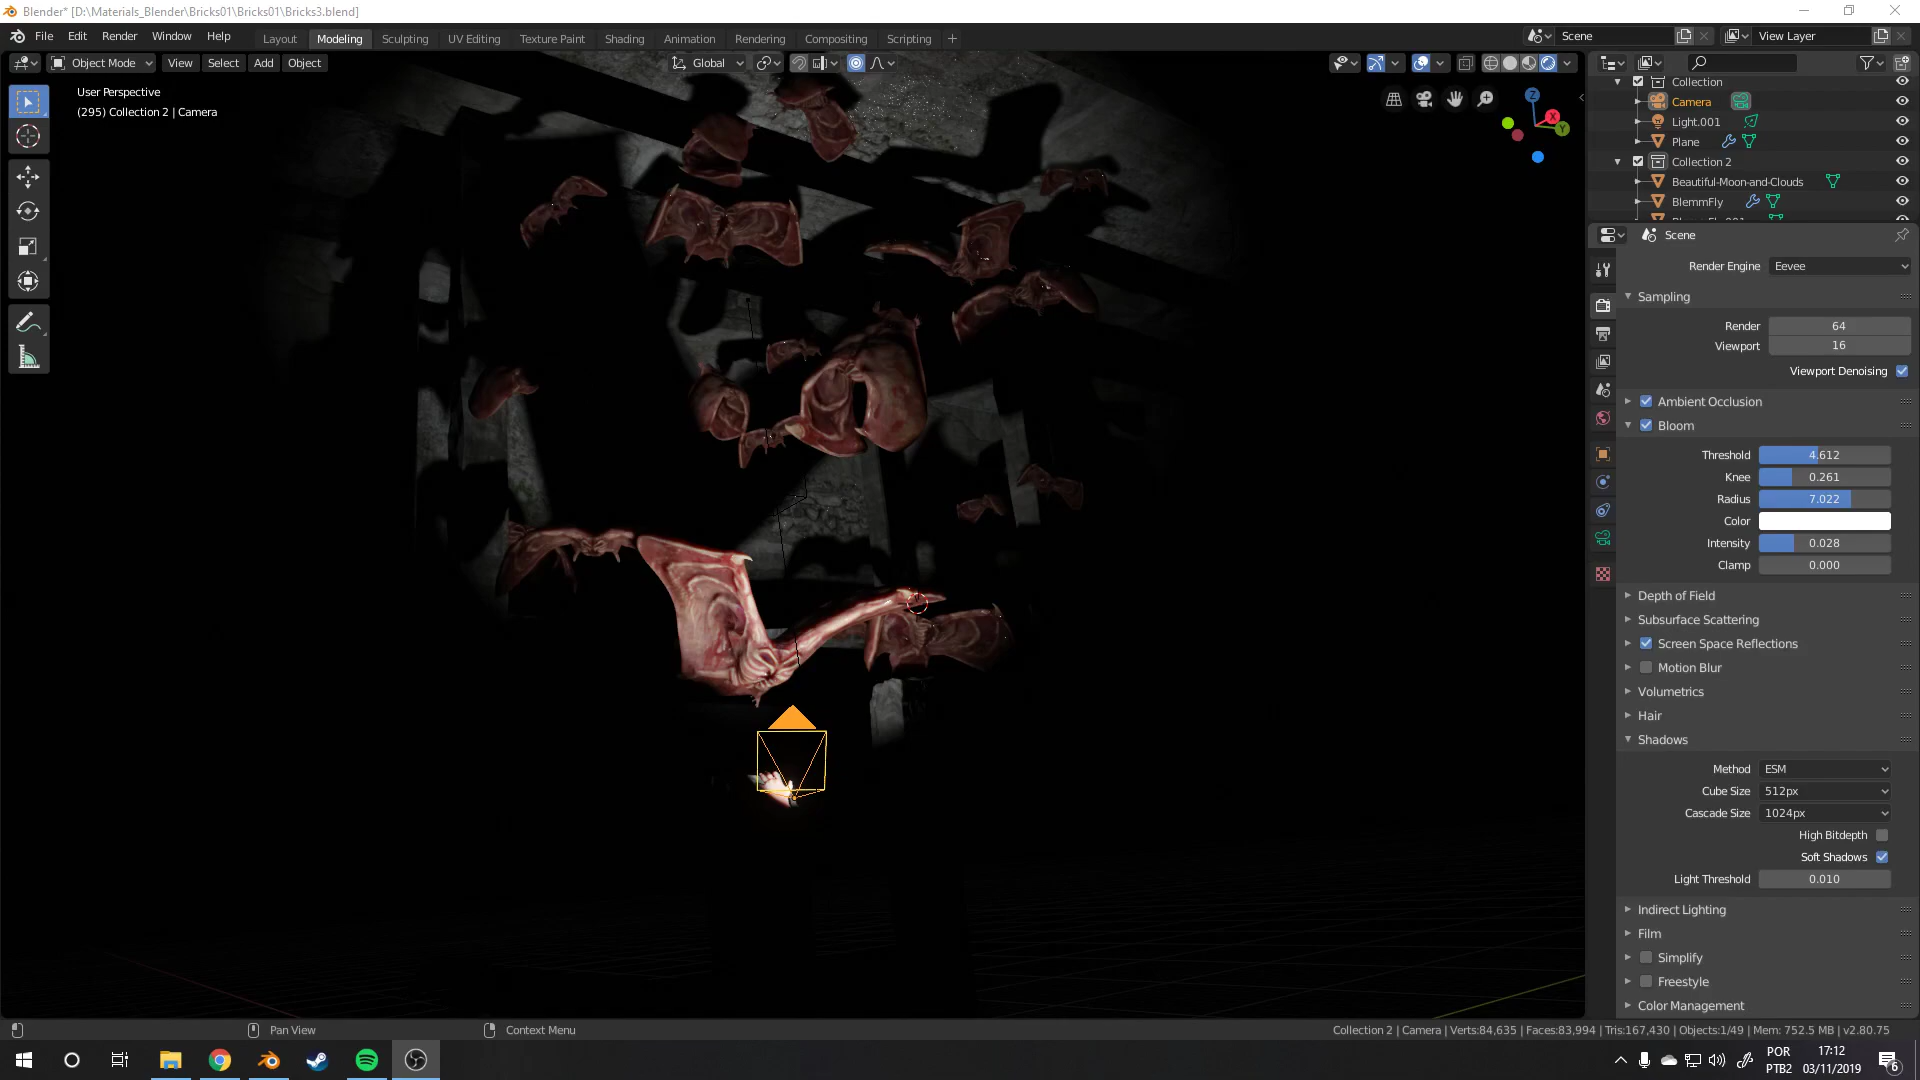 Blender* [D:\Materials_Blender\Bricks01\Bricks01\Bricks3.blend]
File Edit Render Window Help
Layout Modeling Sculpting UV Editing Texture Paint Shading Animation Rendering Compositing Scripting
Scene
View Layer
Object Mode View Select Add Object
Global
User Perspective
(295) Collection 2 | Camera
Z
X
Y
Collection
Camera
Light.001
Plane
Collection 2
Beautiful-Moon-and-Clouds
BlemmFly
Scene
Render Engine Eevee
Sampling
Render 64
Viewport 16
Viewport Denoising
Ambient Occlusion
Bloom
Threshold 4.612
Knee 0.261
Radius 7.022
Color
Intensity 0.028
Clamp 0.000
Depth of Field
Subsurface Scattering
Screen Space Reflections
Motion Blur
Volumetrics
Hair
Shadows
Method ESM
Cube Size 512px
Cascade Size 1024px
High Bitdepth
Soft Shadows
Light Threshold 0.010
Indirect Lighting
Film
Simplify
Freestyle
Color Management
Pan View
Context Menu
Collection 2 | Camera | Verts:84,635 | Faces:83,994 | Tris:167,430 | Objects:1/49 | Mem: 752.5 MB | v2.80.75
POR
PTB2
17:12
03/11/2019
6